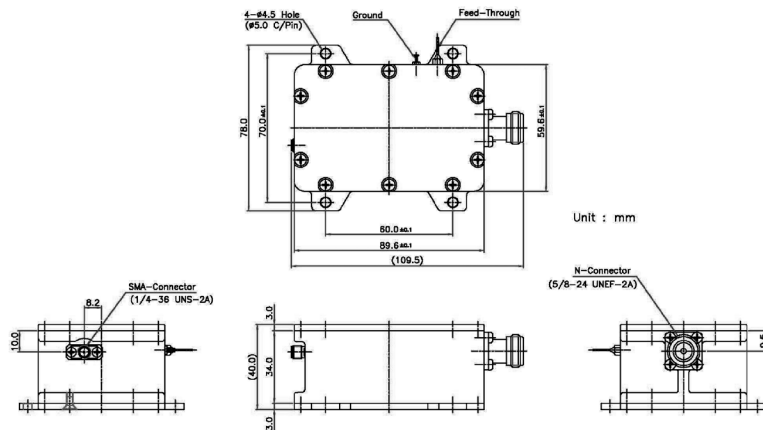 4-ø4.5 Hole
(ø5.0 C/Pin)
Ground
Feed-Through
78.0
70.0±0.1
59.6±0.1
60.0±0.1
89.6±0.1
(109.5)
Unit : mm
SMA-Connector
(1/4-36 UNS-2A)
8.2
10.0
3.0
(40.0)
34.0
3.0
N-Connector
(5/8-24 UNEF-2A)